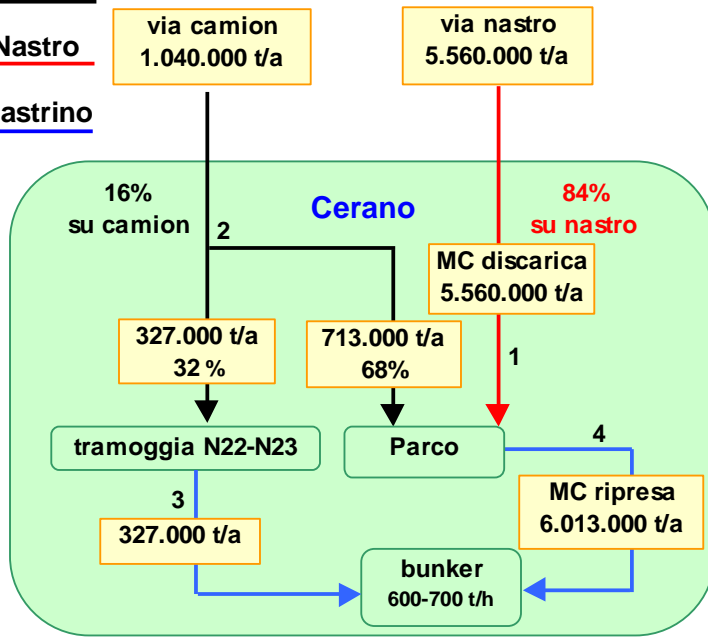 via camion
1.040.000 t/a
via nastro
5.560.000 t/a
Nastro
astrino
16%
su camion
Cerano
84%
su nastro
2
MC discarica
5.560.000 t/a
327.000 t/a
32 %
713.000 t/a
68%
1
tramoggia N22-N23
Parco
4
3
MC ripresa
6.013.000 t/a
327.000 t/a
bunker
600-700 t/h